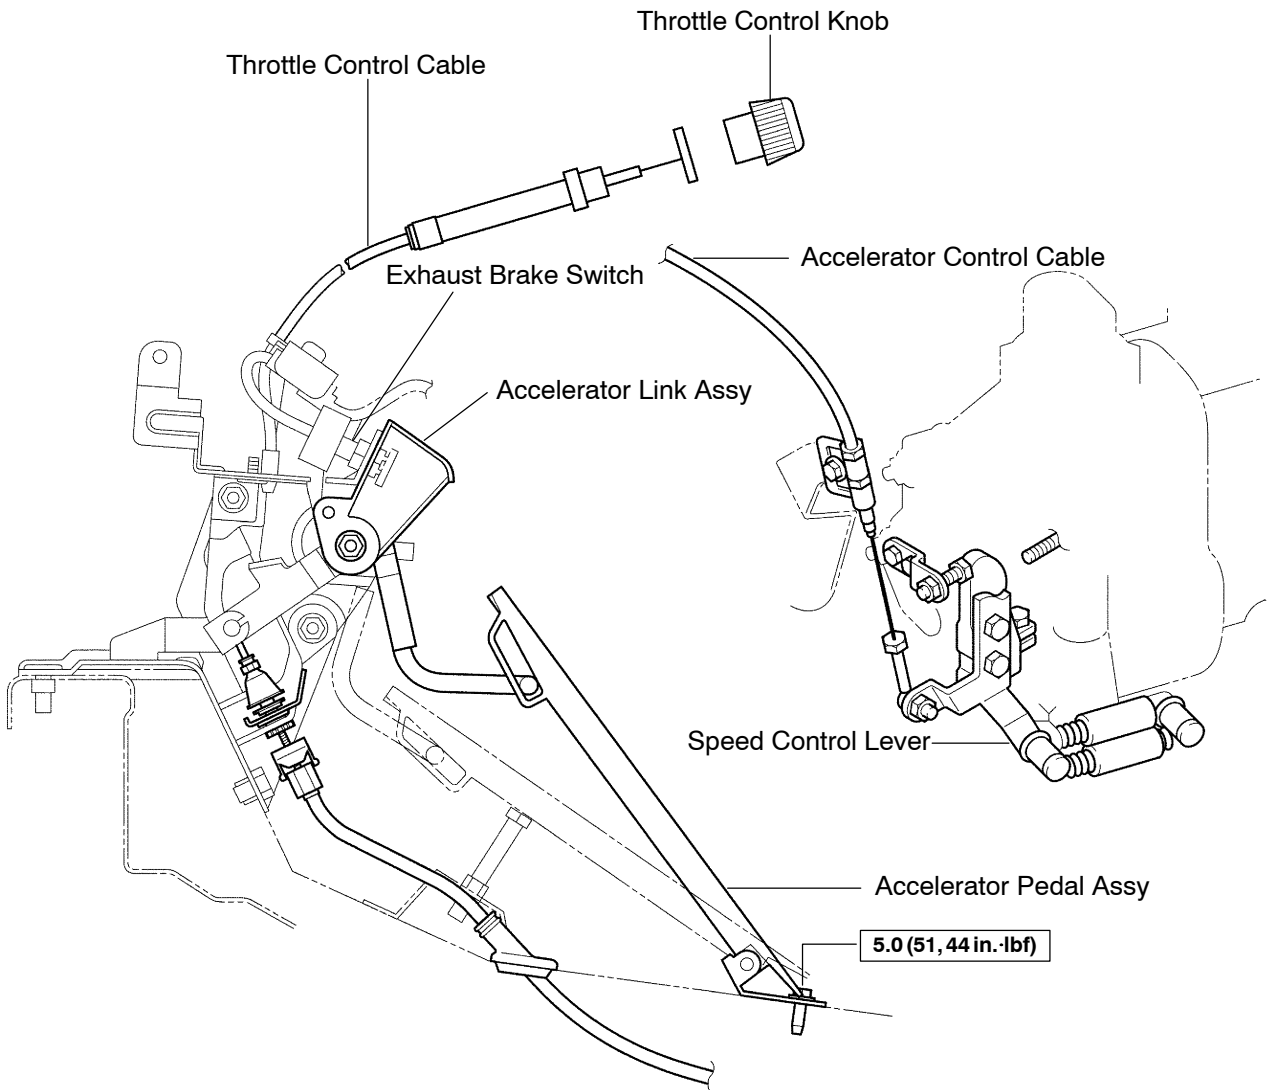 Throttle Control Knob
Throttle Control Cable
Accelerator Control Cable
Exhaust Brake Switch
Accelerator Link Assy
Speed Control Lever
Accelerator Pedal Assy
5.0 (51, 44 in.·lbf)